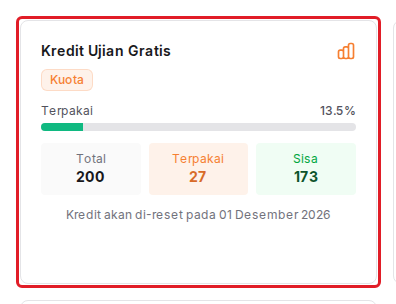 Kredit Ujian Gratis
Kuota
Terpakai 13.5%
Total Terpakai Sisa
200 27 173
Kredit akan di-reset pada 01 Desember 2026